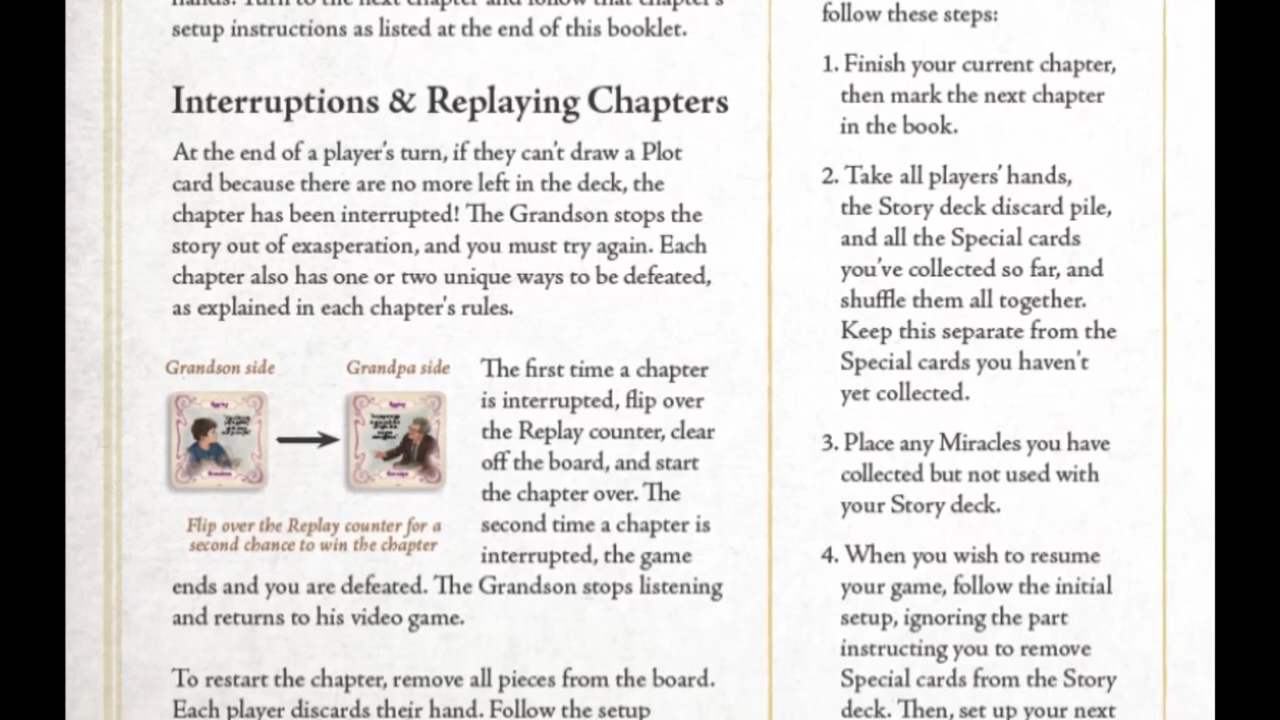 setup instructions as listed at the end of this booklet.
Interruptions & Replaying Chapters
At the end of a player's turn, if they can't draw a Plot
card because there are no more left in the deck, the
chapter has been interrupted! The Grandson stops the
story out of exasperation, and you must try again. Each
chapter also has one or two unique ways to be defeated,
as explained in each chapter's rules.
Grandson side
Grandpa side
Flip over the Replay counter for a
second chance to win the chapter
The first time a chapter
is interrupted, flip over
the Replay counter, clear
off the board, and start
the chapter over. The
second time a chapter is
interrupted, the game
ends and you are defeated. The Grandson stops listening
and returns to his video game.
To restart the chapter, remove all pieces from the board.
Each player discards their hand. Follow the setup
follow these steps:
1. Finish your current chapter,
then mark the next chapter
in the book.
2. Take all players' hands,
the Story deck discard pile,
and all the Special cards
you've collected so far, and
shuffle them all together.
Keep this separate from the
Special cards you haven't
yet collected.
3. Place any Miracles you have
collected but not used with
your Story deck.
4. When you wish to resume
your game, follow the initial
setup, ignoring the part
instructing you to remove
Special cards from the Story
deck. Then, set up your next